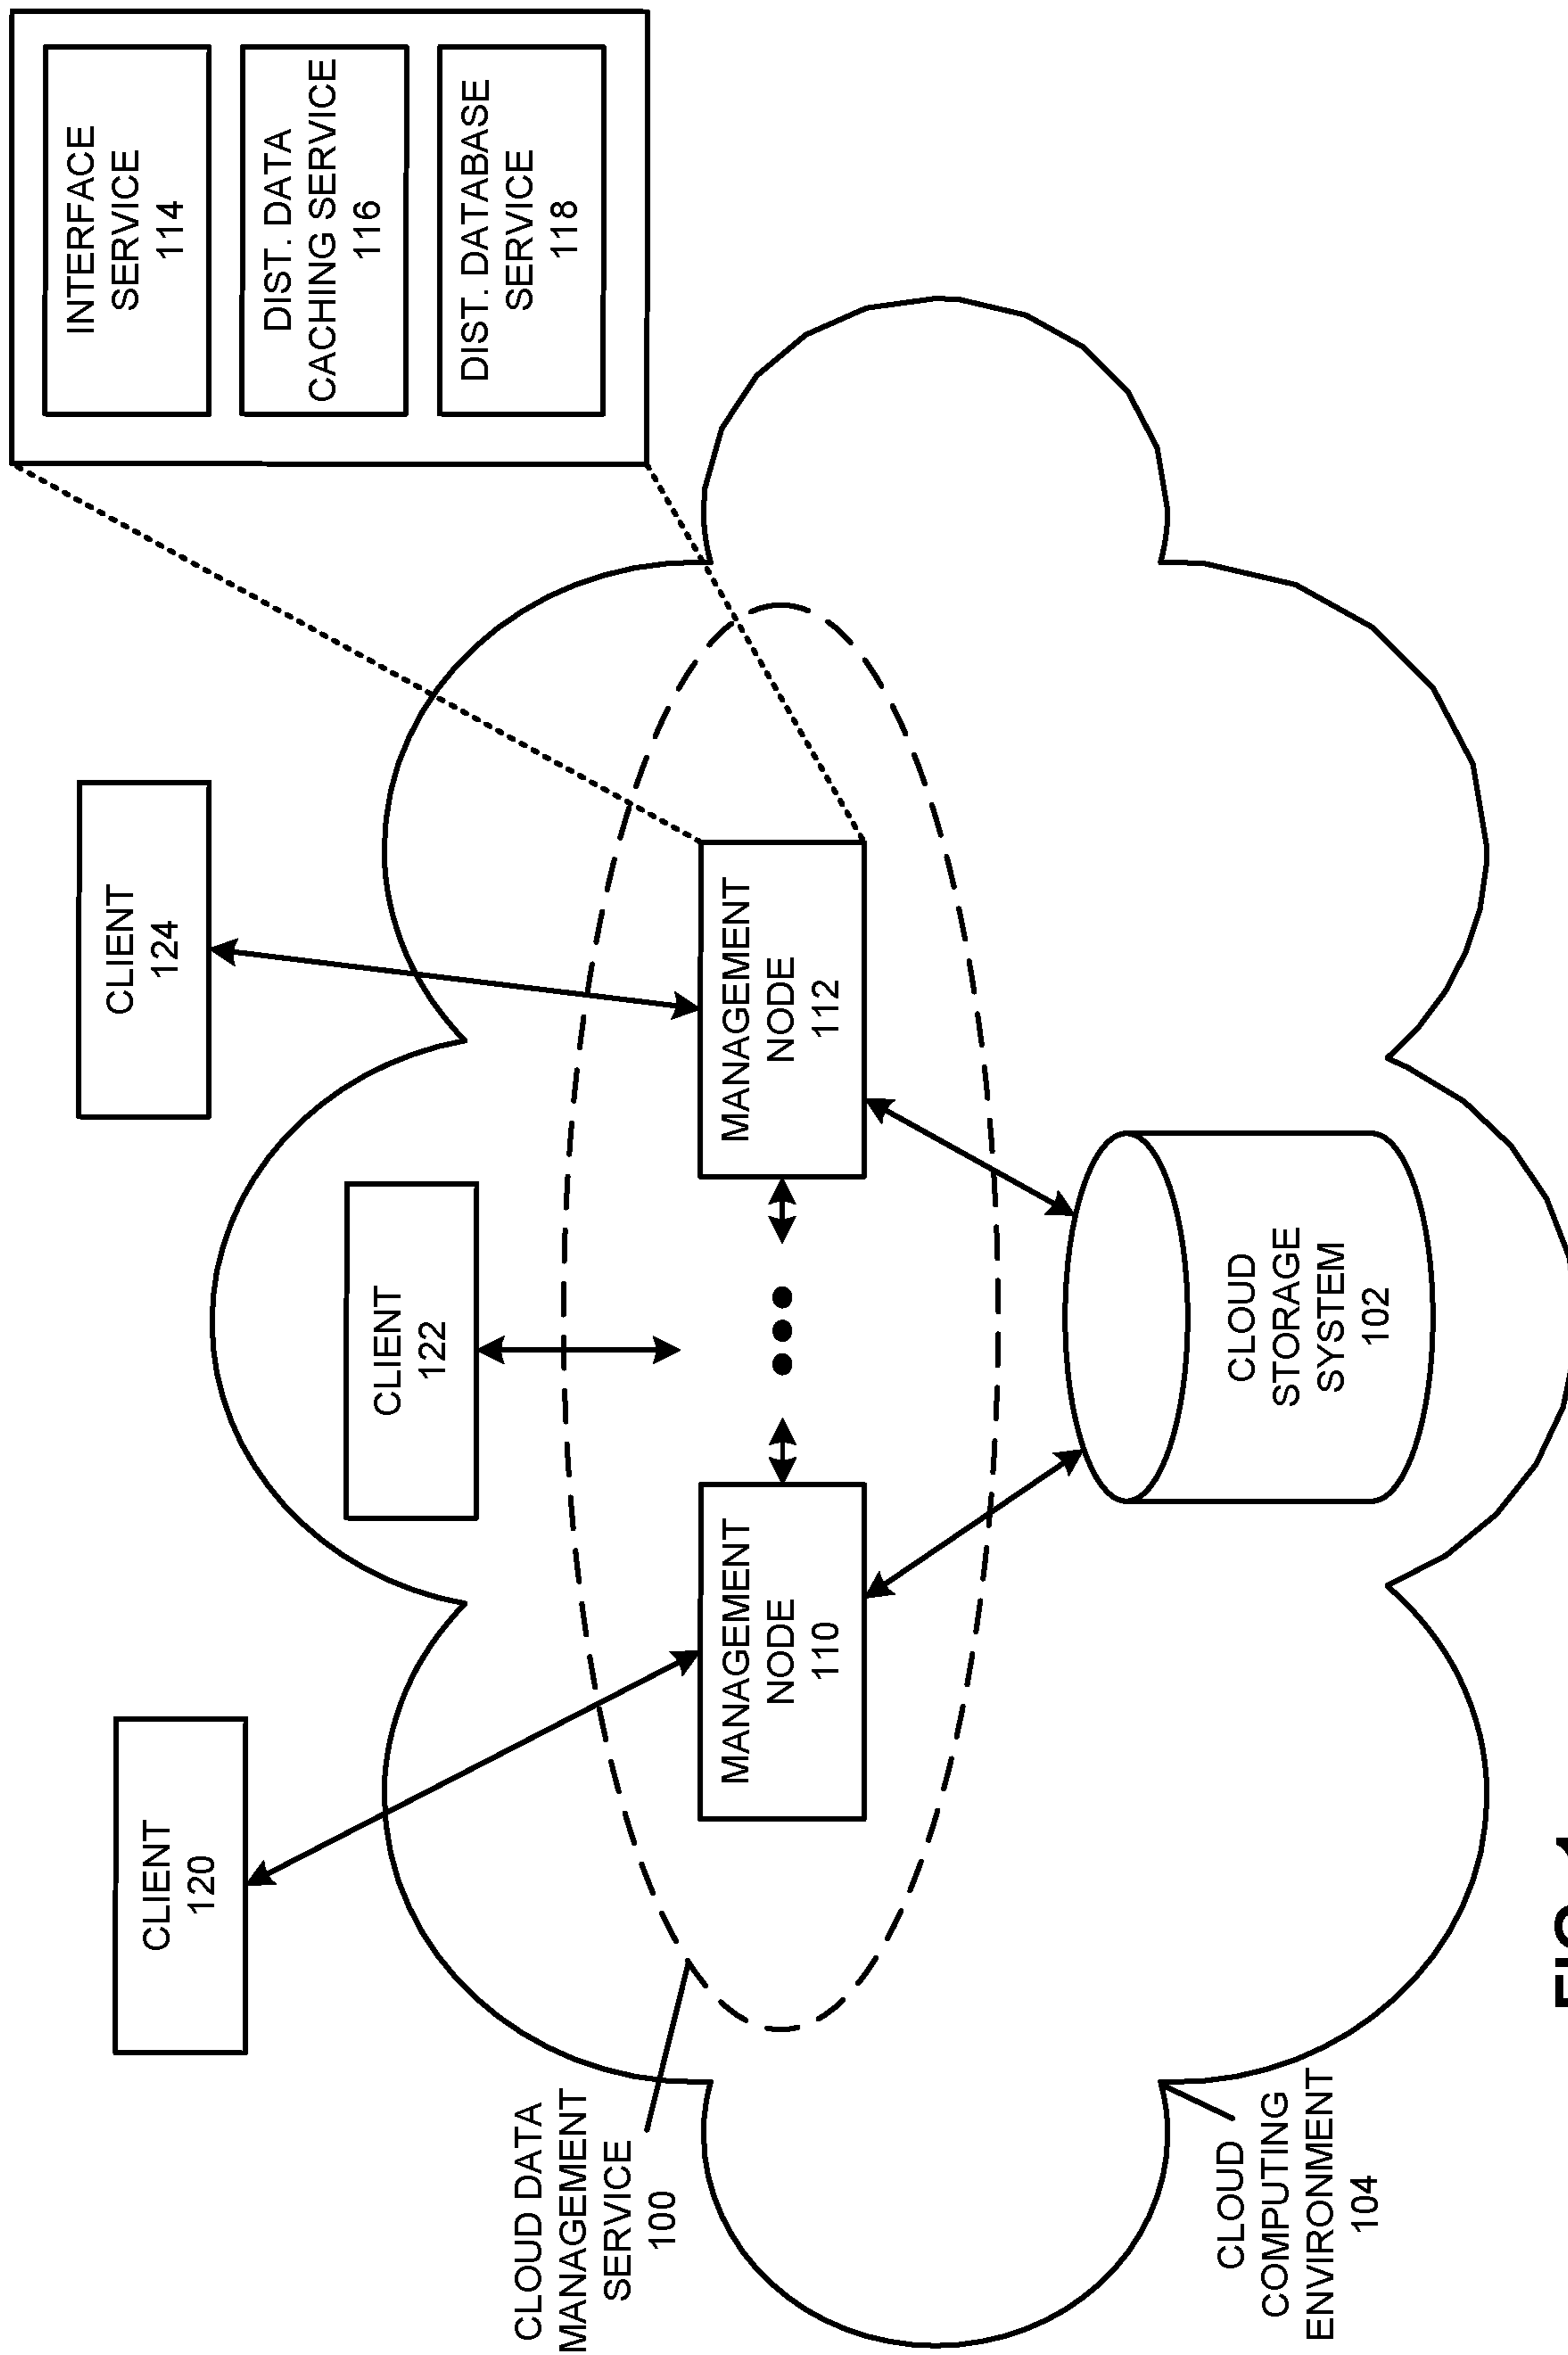 CLIENT
120
CLIENT
122
CLIENT
124
INTERFACE
SERVICE
114
DIST. DATA
CACHING SERVICE
116
DIST. DATABASE
SERVICE
118
CLOUD DATA
MANAGEMENT
SERVICE
100
MANAGEMENT
NODE
110
MANAGEMENT
NODE
112
CLOUD
STORAGE
SYSTEM
102
CLOUD
COMPUTING
ENVIRONMENT
104